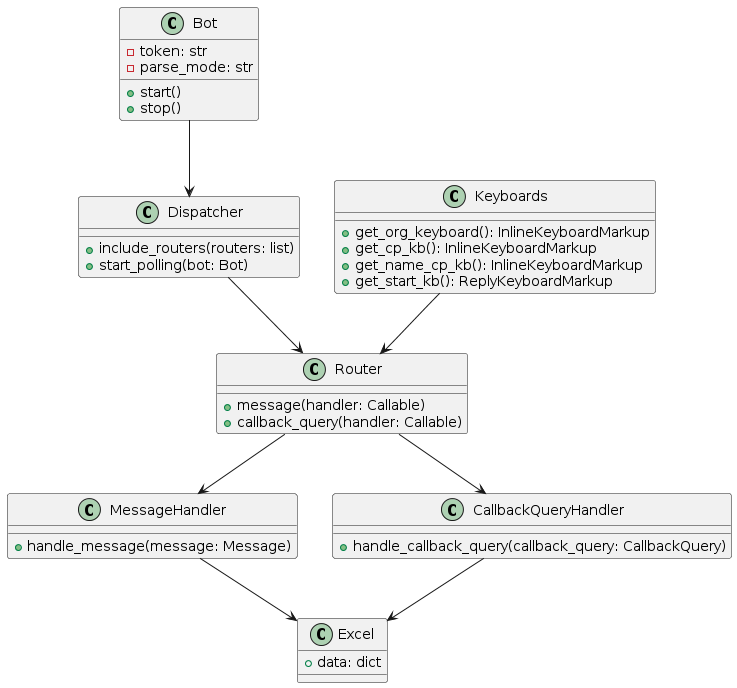 C Bot
token: str
parse_mode: str
start()
stop()
C Dispatcher
include_routers(routers: list)
start_polling(bot: Bot)
C Keyboards
get_org_keyboard(): InlineKeyboardMarkup
get_cp_kb(): InlineKeyboardMarkup
get_name_cp_kb(): InlineKeyboardMarkup
get_start_kb(): ReplyKeyboardMarkup
C Router
message(handler: Callable)
callback_query(handler: Callable)
C MessageHandler
handle_message(message: Message)
C CallbackQueryHandler
handle_callback_query(callback_query: CallbackQuery)
C Excel
data: dict